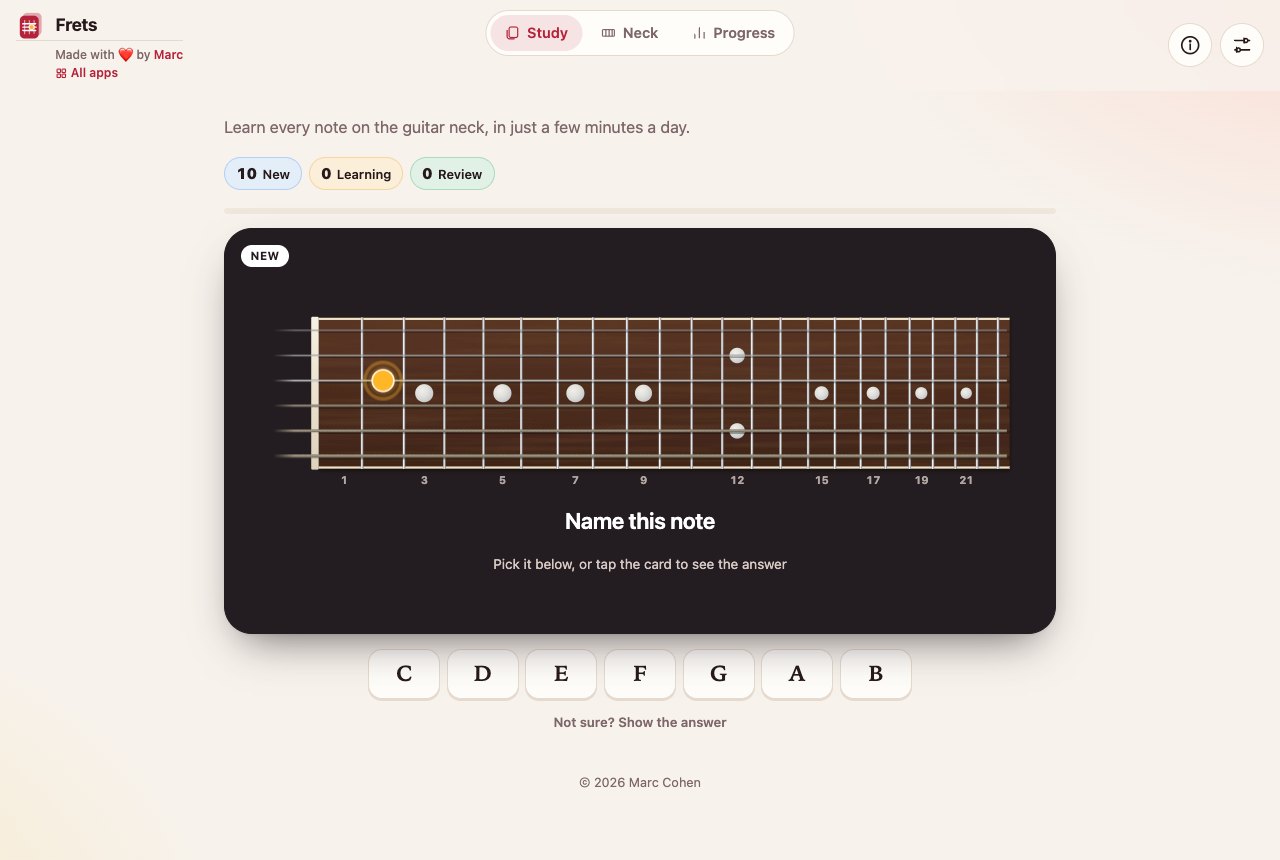 Frets
Made with ❤️ by Marc
All apps
Study
Neck
Progress
Learn every note on the guitar neck, in just a few minutes a day.
10 New
0 Learning
0 Review
NEW
1 3 5 7 9 12 15 17 19 21
Name this note
Pick it below, or tap the card to see the answer
C D E F G A B
Not sure? Show the answer
© 2026 Marc Cohen